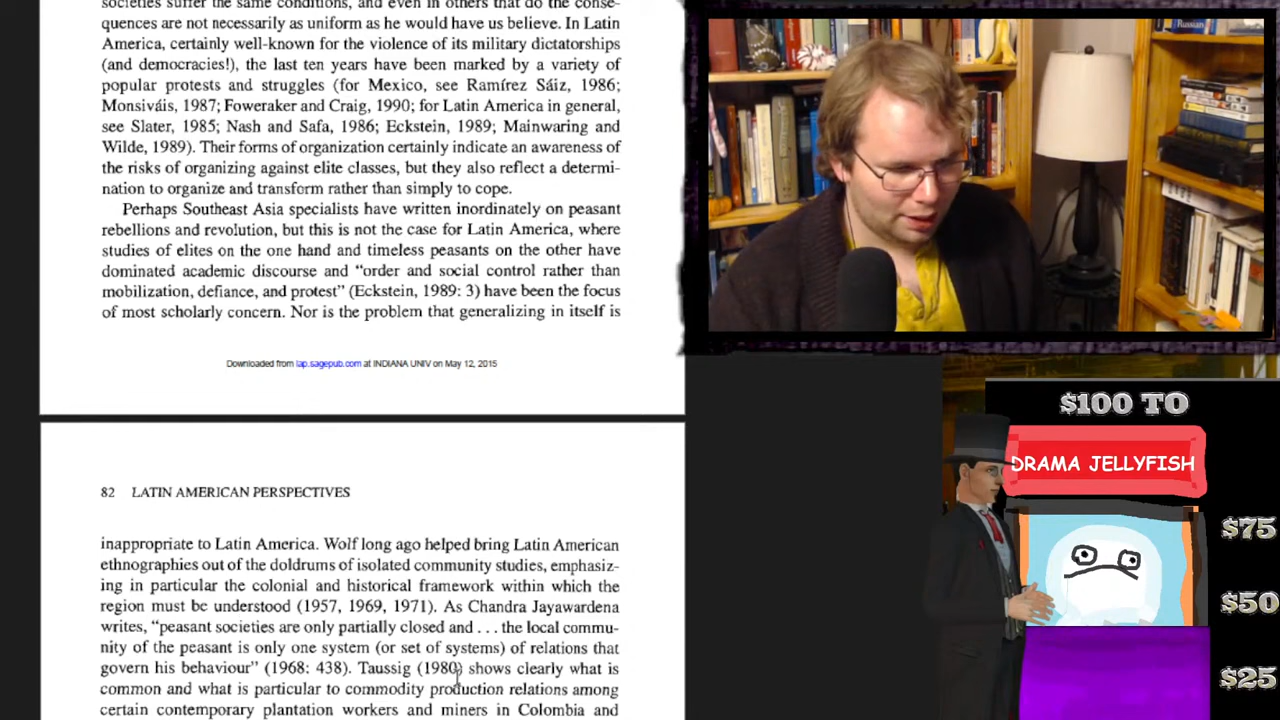 societies suffer the same conditions, and even in others that do the conse-
quences are not necessarily as uniform as he would have us believe. In Latin
America, certainly well-known for the violence of its military dictatorships
(and democracies!), the last ten years have been marked by a variety of
popular protests and struggles (for Mexico, see Ramírez Sáiz, 1986;
Monsiváis, 1987; Foweraker and Craig, 1990; for Latin America in general,
see Slater, 1985; Nash and Safa, 1986; Eckstein, 1989; Mainwaring and
Wilde, 1989). Their forms of organization certainly indicate an awareness of
the risks of organizing against elite classes, but they also reflect a determi-
nation to organize and transform rather than simply to cope.
Perhaps Southeast Asia specialists have written inordinately on peasant
rebellions and revolution, but this is not the case for Latin America, where
studies of elites on the one hand and timeless peasants on the other have
dominated academic discourse and “order and social control rather than
mobilization, defiance, and protest” (Eckstein, 1989: 3) have been the focus
of most scholarly concern. Nor is the problem that generalizing in itself is
Downloaded from lap.sagepub.com at INDIANA UNIV on May 12, 2015
82 LATIN AMERICAN PERSPECTIVES
inappropriate to Latin America. Wolf long ago helped bring Latin American
ethnographies out of the doldrums of isolated community studies, emphasiz-
ing in particular the colonial and historical framework within which the
region must be understood (1957, 1969, 1971). As Chandra Jayawardena
writes, “peasant societies are only partially closed and . . . the local commu-
nity of the peasant is only one system (or set of systems) of relations that
govern his behaviour” (1968: 438). Taussig (1980) shows clearly what is
common and what is particular to commodity production relations among
certain contemporary plantation workers and miners in Colombia and
Russian
$100 TO
DRAMA JELLYFISH
$75
$50
$25